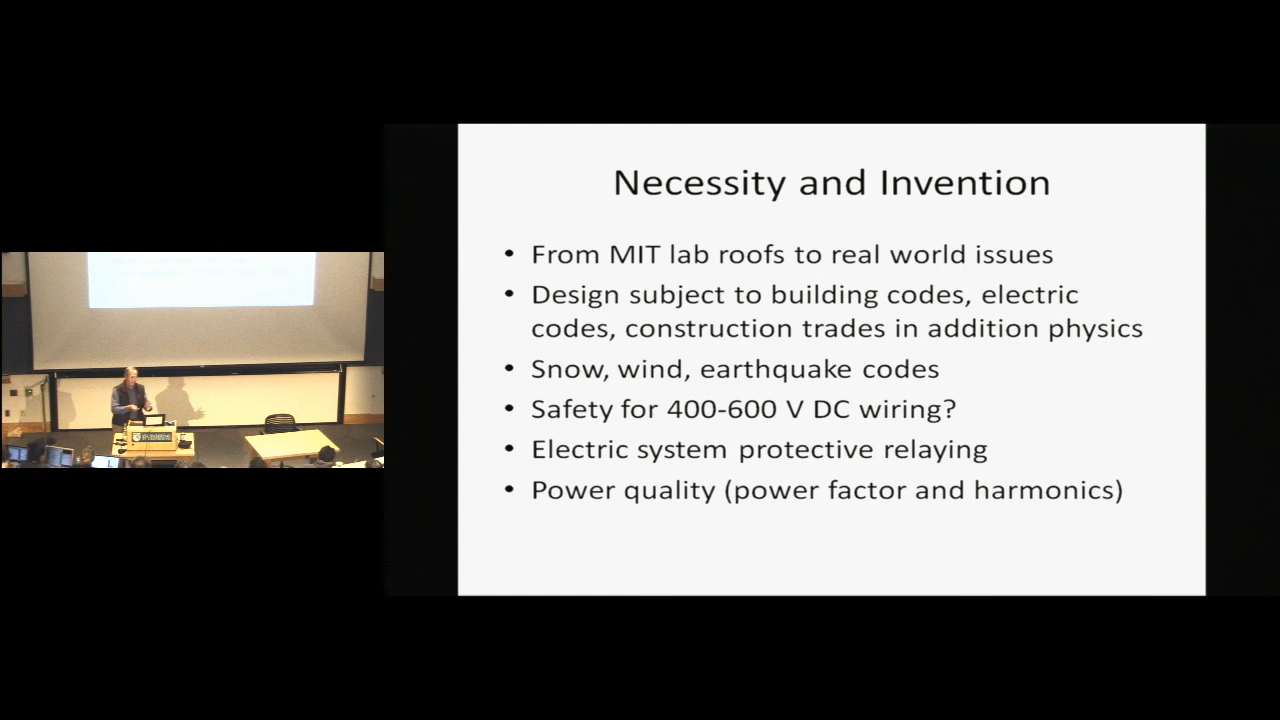 Necessity and Invention
• From MIT lab roofs to real world issues
• Design subject to building codes, electric
codes, construction trades in addition physics
• Snow, wind, earthquake codes
• Safety for 400-600 V DC wiring?
• Electric system protective relaying
• Power quality (power factor and harmonics)